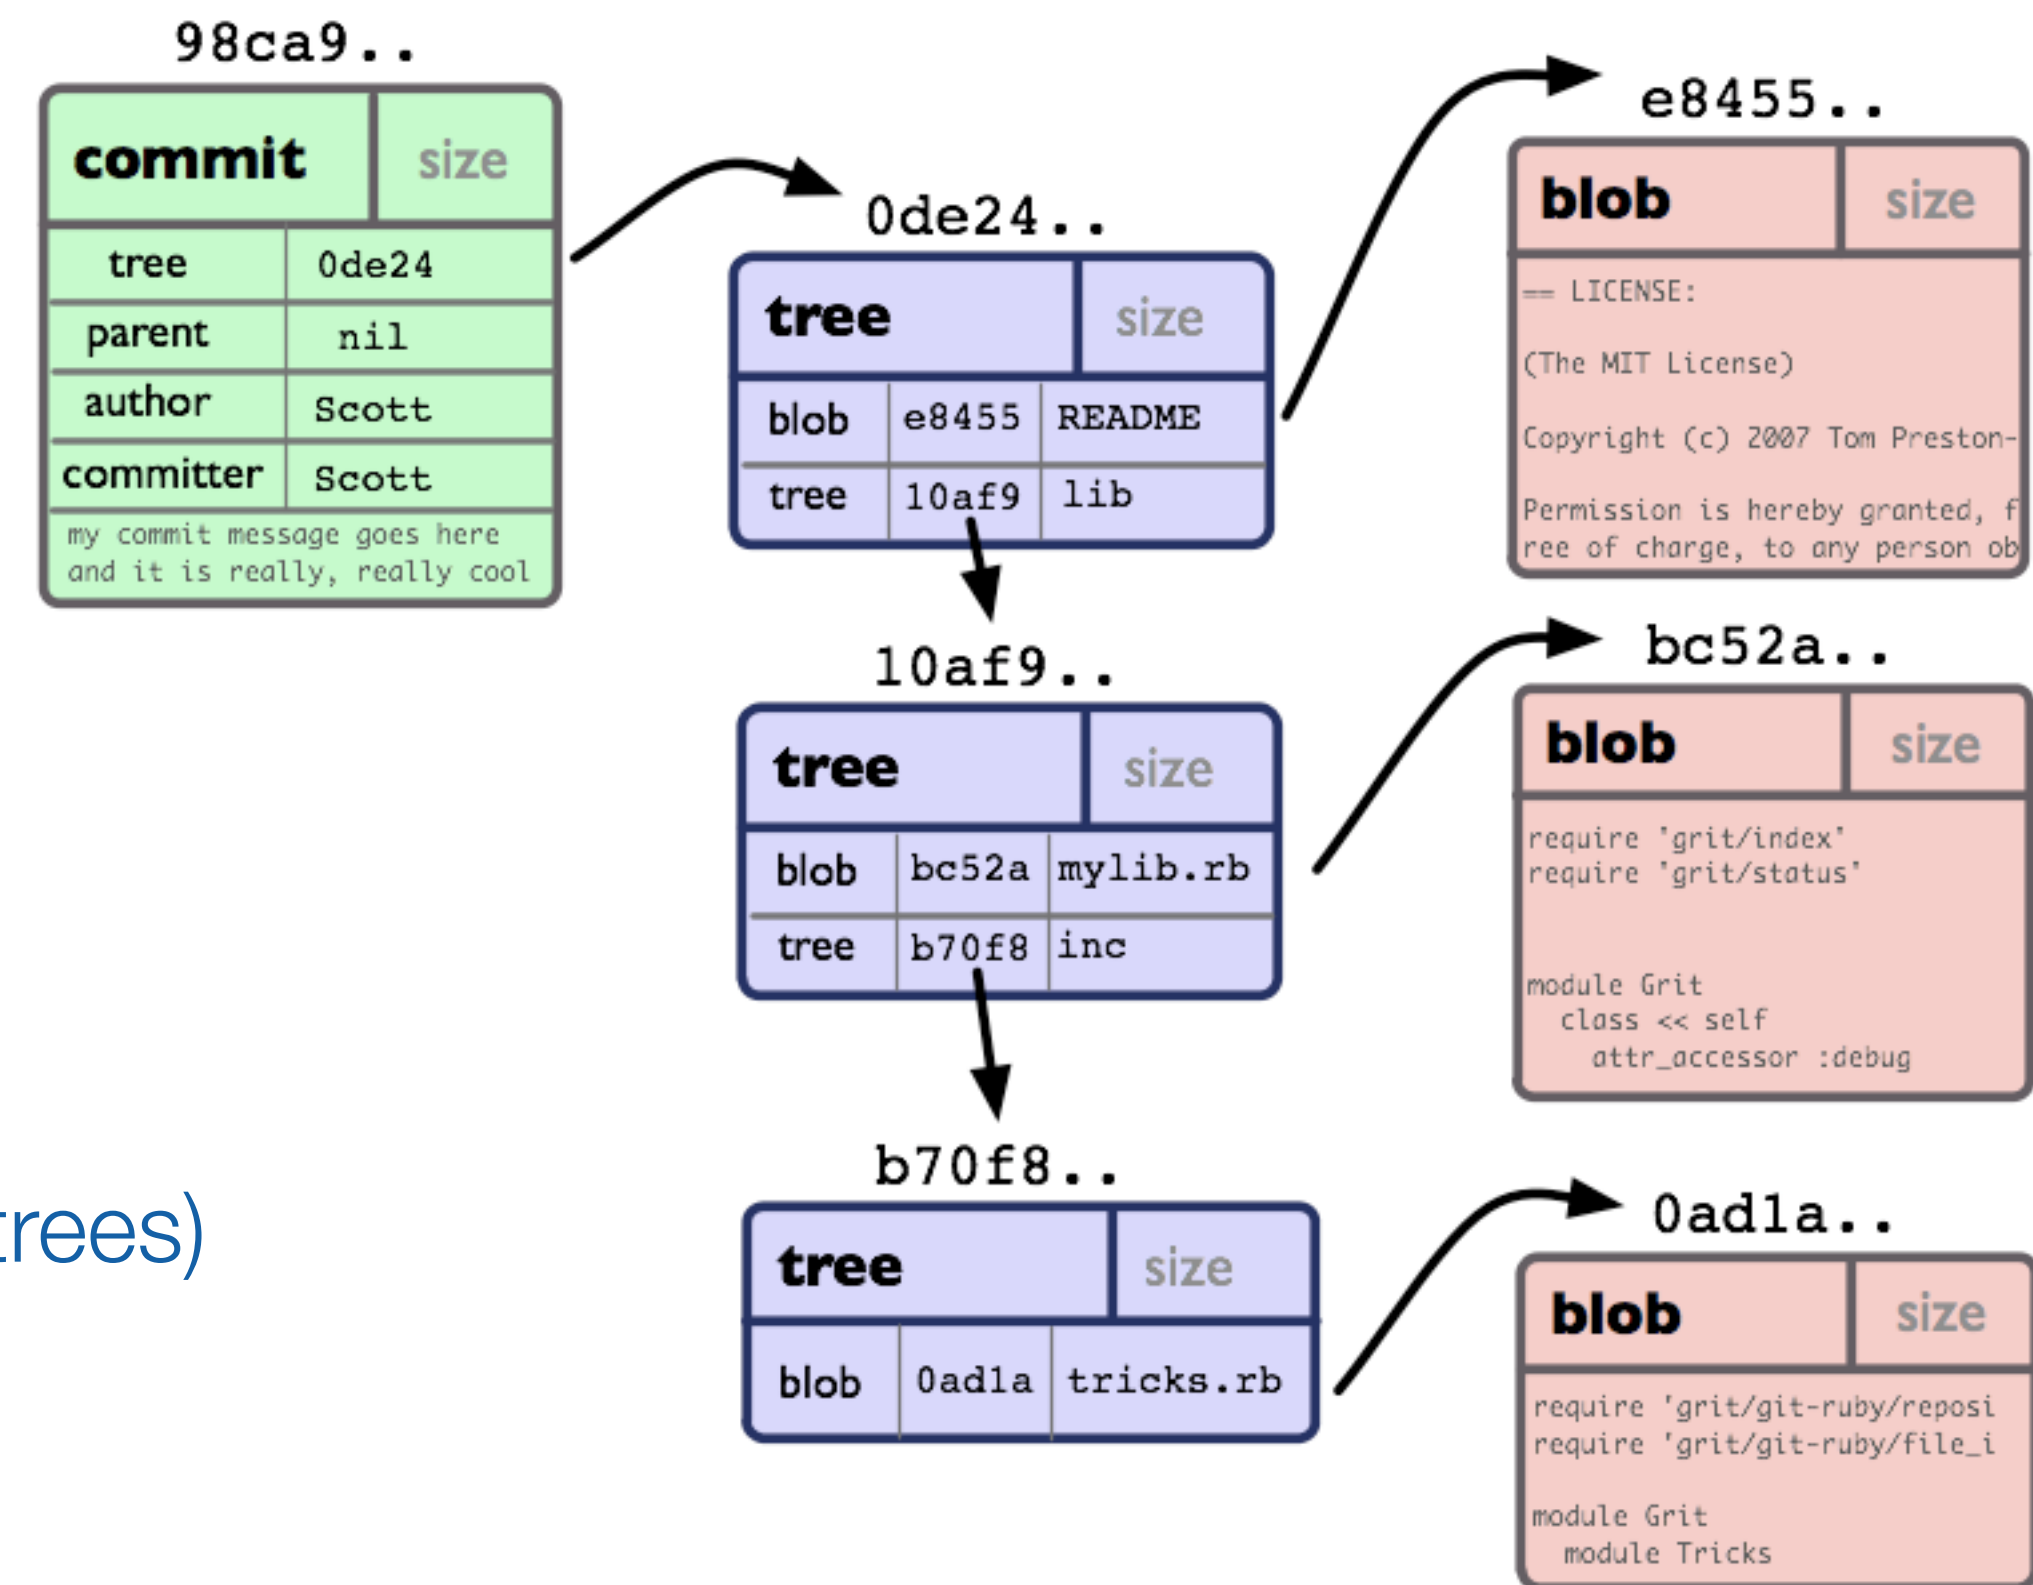 98ca9..
commit size
tree 0de24
parent nil
author Scott
committer Scott
my commit message goes here
and it is really, really cool
0de24..
tree size
blob e8455 README
tree 10af9 lib
10af9..
tree size
blob bc52a mylib.rb
tree b70f8 inc
b70f8..
tree size
blob 0ad1a tricks.rb
e8455..
blob size
== LICENSE:
(The MIT License)
Copyright (c) 2007 Tom Preston-
Permission is hereby granted, f
ree of charge, to any person ob
bc52a..
blob size
require 'grit/index'
require 'grit/status'
module Grit
class << self
attr_accessor :debug
0ad1a..
blob size
require 'grit/git-ruby/reposi
require 'grit/git-ruby/file_i
module Grit
module Tricks
trees)